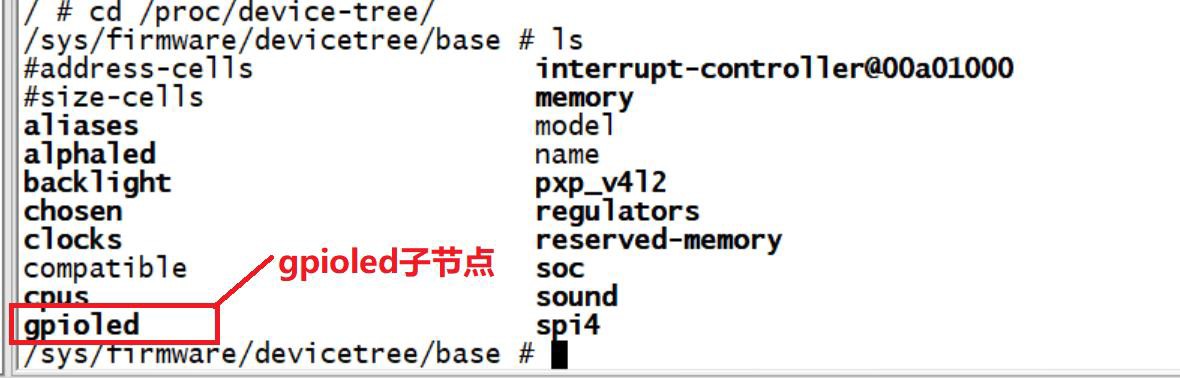 / # cd /proc/device-tree/
/sys/firmware/devicetree/base # ls
#address-cells interrupt-controller@00a01000
#size-cells memory
aliases model
alphaled name
backlight pxp_v4l2
chosen regulators
clocks reserved-memory
compatible soc
cpus sound
gpioled spi4
/sys/firmware/devicetree/base #
gpioled子节点